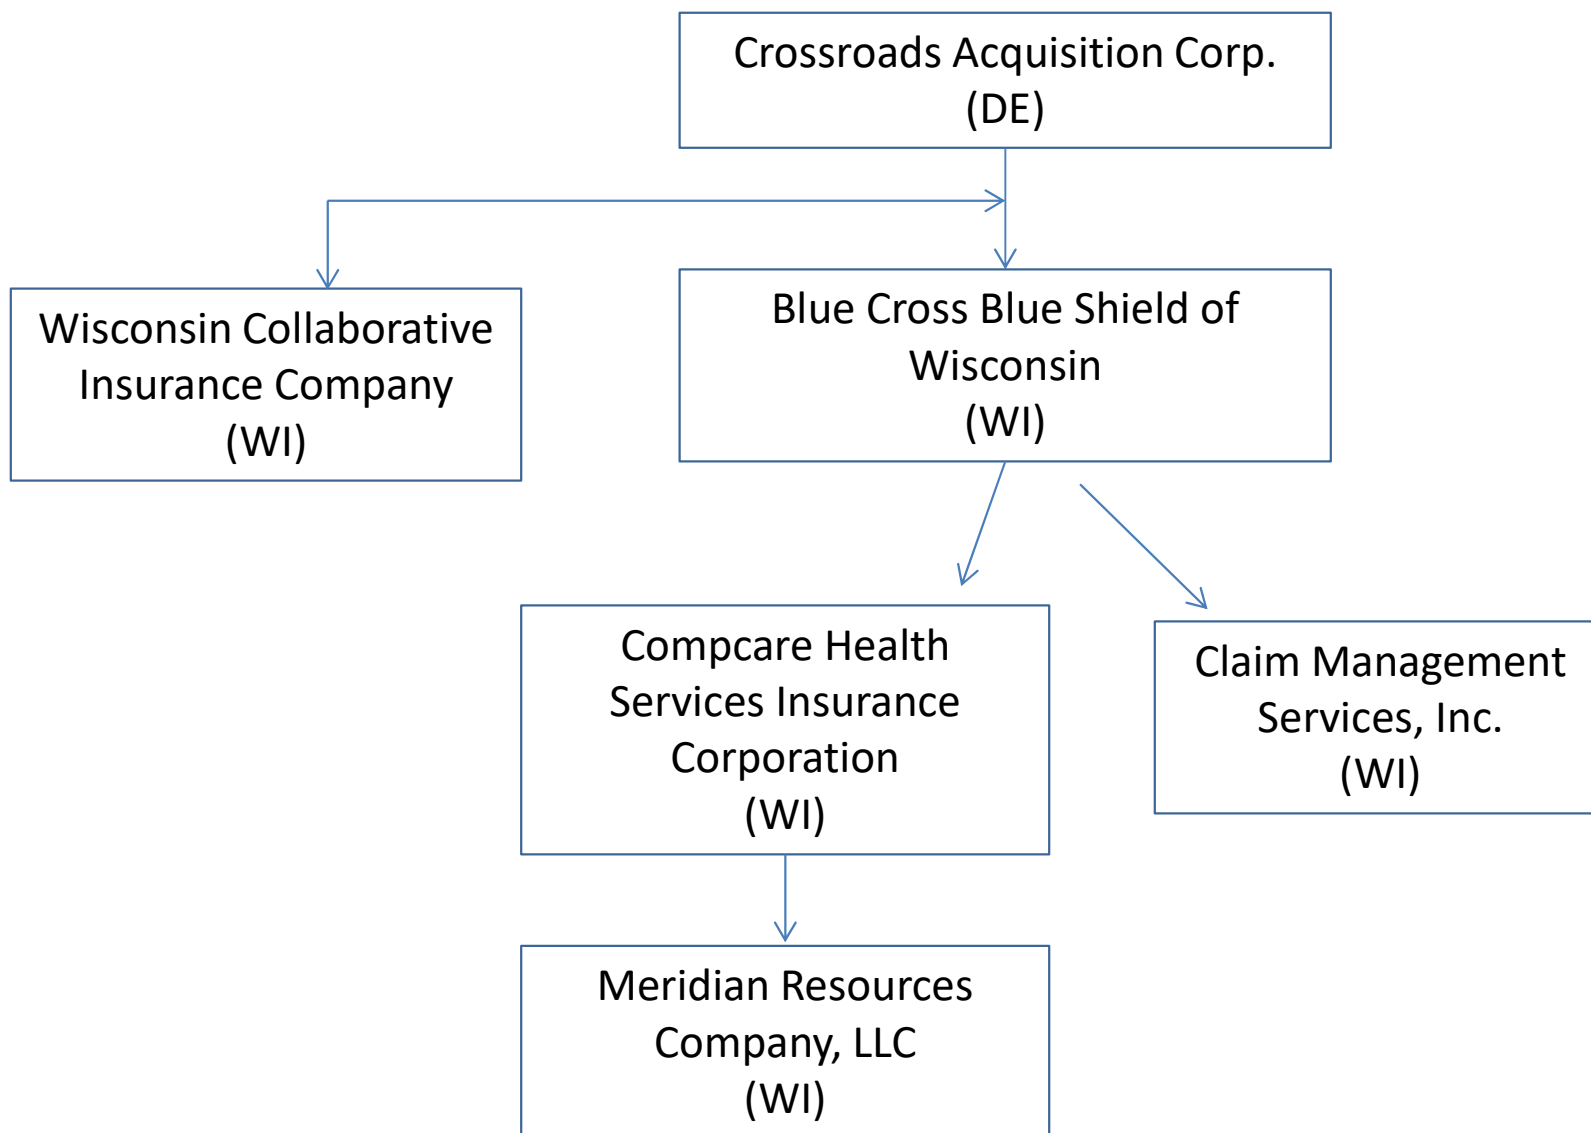 Crossroads Acquisition Corp.
(DE)
Wisconsin Collaborative
Insurance Company
(WI)
Blue Cross Blue Shield of
Wisconsin
(WI)
Compcare Health
Services Insurance
Corporation
(WI)
Claim Management
Services, Inc.
(WI)
Meridian Resources
Company, LLC
(WI)